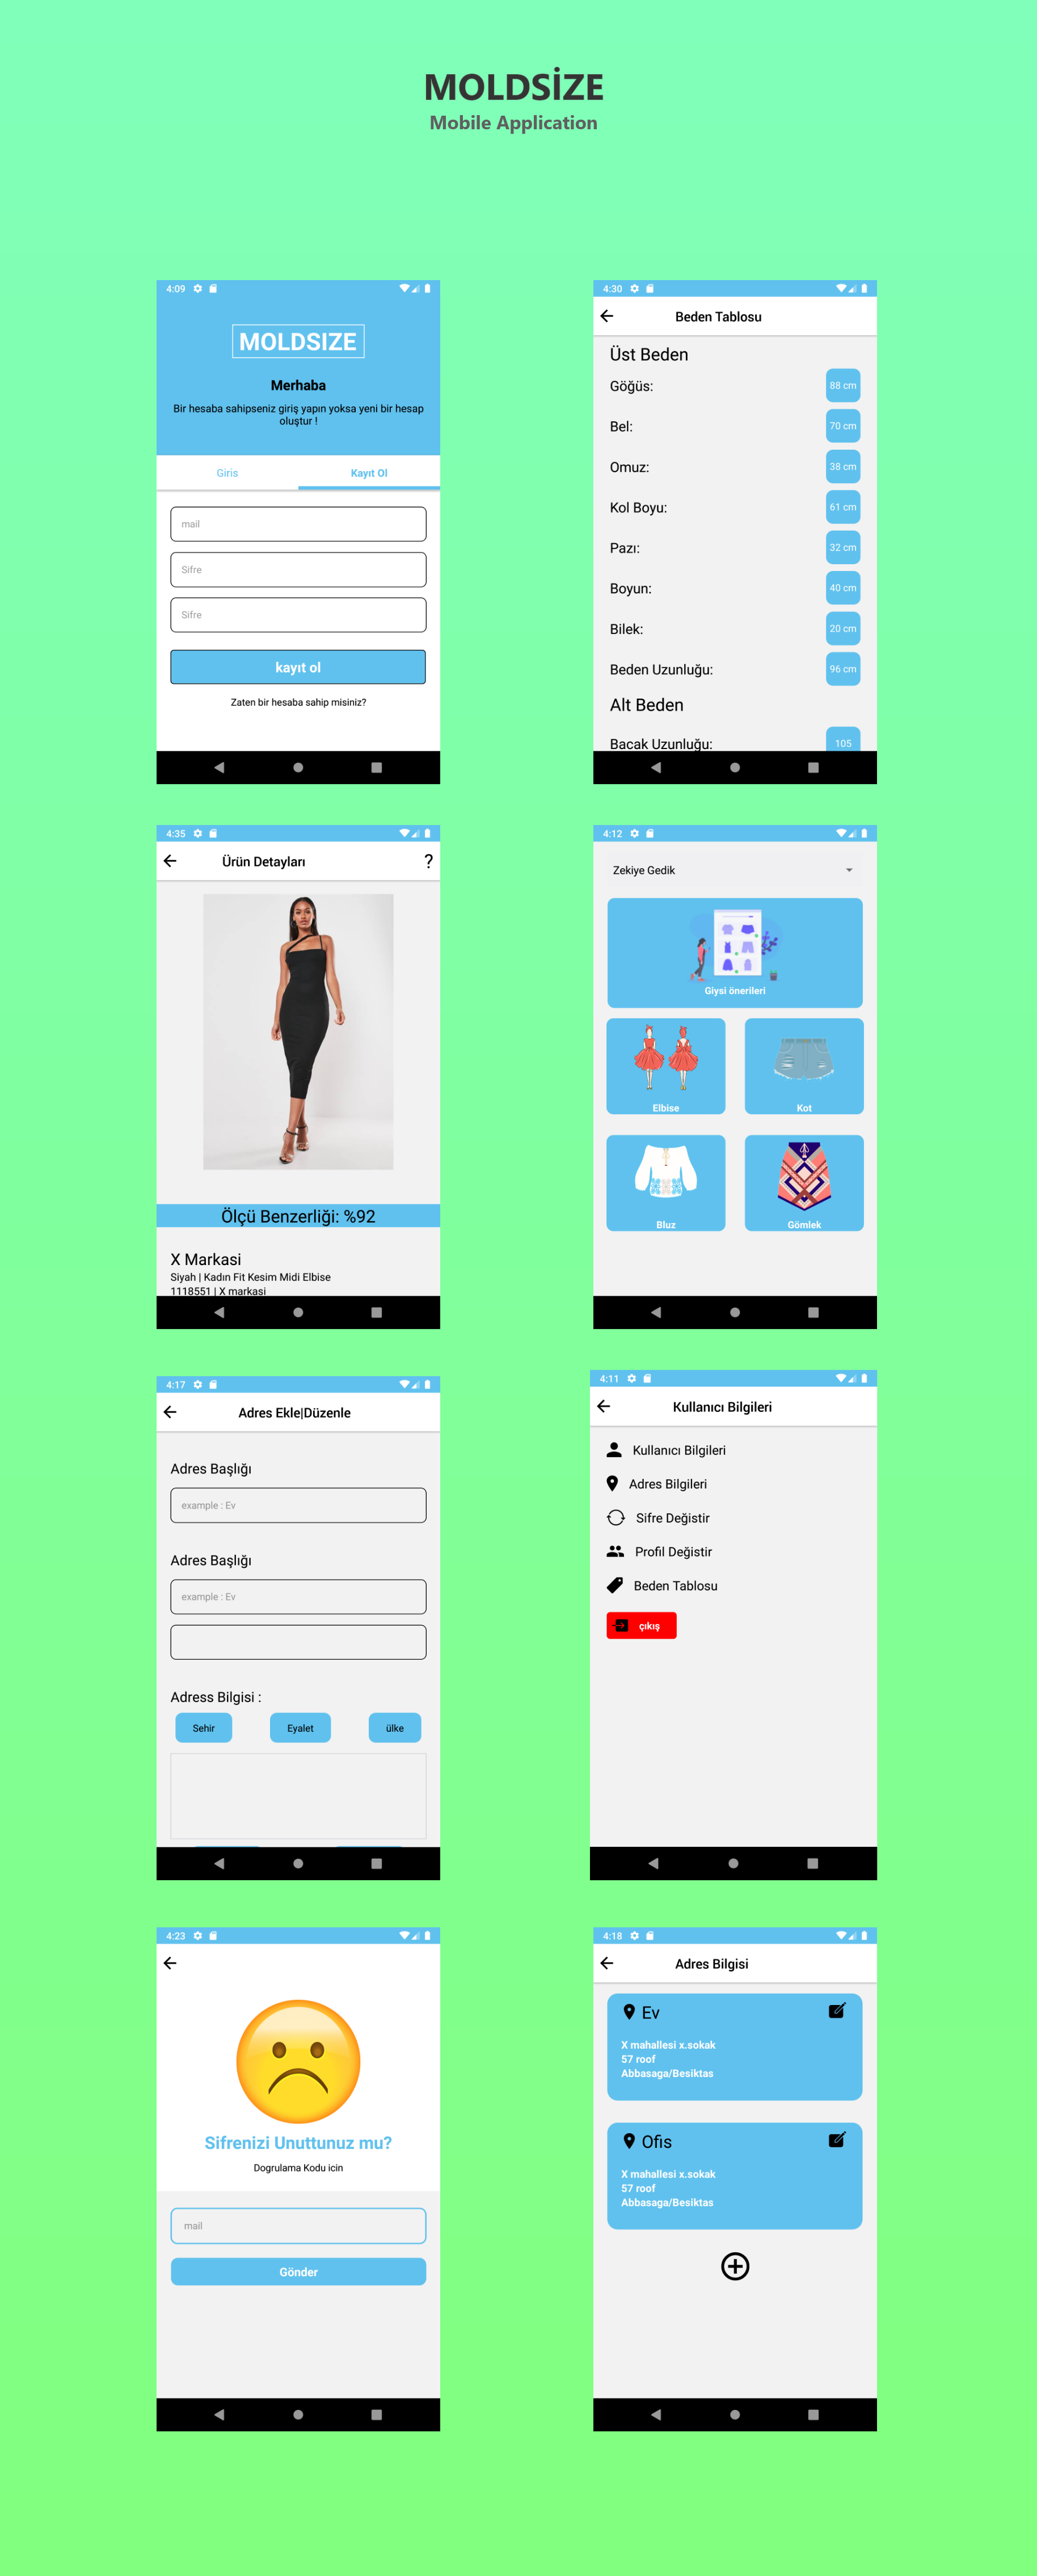 MOLDSİZE
Mobile Application
4:09
MOLDSIZE
Merhaba
Bir hesaba sahipseniz giriş yapın yoksa yeni bir hesap
oluştur !
Giris
Kayıt Ol
mail
Sifre
Sifre
kayıt ol
Zaten bir hesaba sahip misiniz?
4:30
Beden Tablosu
Üst Beden
Göğüs:
88 cm
Bel:
70 cm
Omuz:
38 cm
Kol Boyu:
61 cm
Pazı:
32 cm
Boyun:
40 cm
Bilek:
20 cm
Beden Uzunluğu:
96 cm
Alt Beden
Bacak Uzunluğu:
105
4:35
Ürün Detayları
?
Ölçü Benzerliği: %92
X Markasi
Siyah | Kadın Fit Kesim Midi Elbise
1118551 | X markasi
4:12
Zekiye Gedik
Giysi önerileri
Elbise
Kot
Bluz
Gömlek
4:17
Adres Ekle|Düzenle
Adres Başlığı
example : Ev
Adres Başlığı
example : Ev
Adress Bilgisi :
Sehir
Eyalet
ülke
4:11
Kullanıcı Bilgileri
Kullanıcı Bilgileri
Adres Bilgileri
Sifre Değistir
Profil Değistir
Beden Tablosu
çıkış
4:23
Sifrenizi Unuttunuz mu?
Dogrulama Kodu icin
mail
Gönder
4:18
Adres Bilgisi
Ev
X mahallesi x.sokak
57 roof
Abbasaga/Besiktas
Ofis
X mahallesi x.sokak
57 roof
Abbasaga/Besiktas